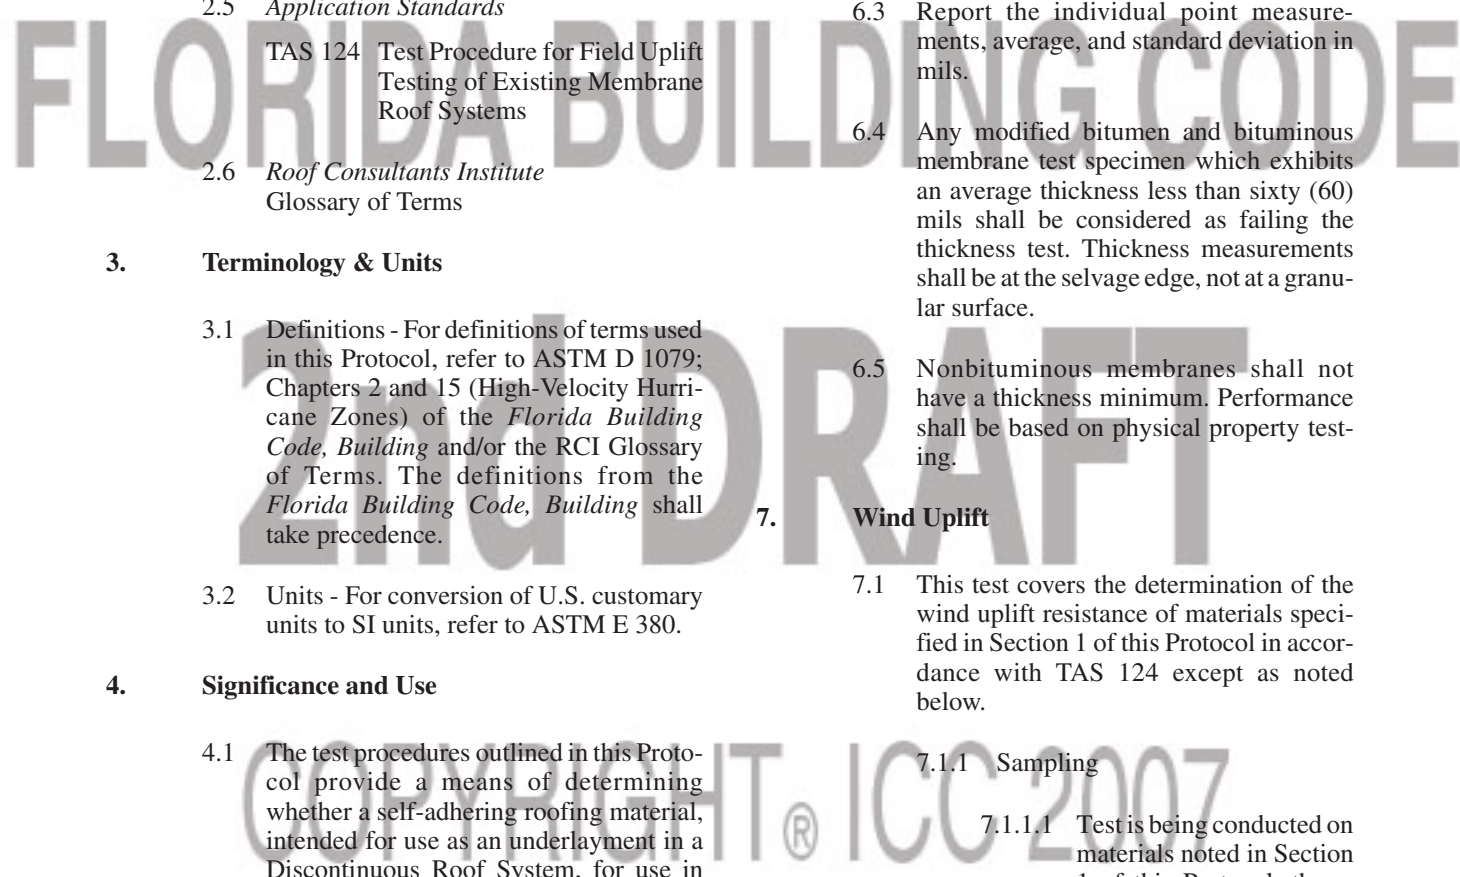 FLORIDA BUILDING CODE
2nd DRAFT
COPYRIGHT® ICC 2007
2.5 Application Standards
TAS 124 Test Procedure for Field Uplift
Testing of Existing Membrane
Roof Systems
2.6 Roof Consultants Institute
Glossary of Terms
3. Terminology & Units
3.1 Definitions - For definitions of terms used
in this Protocol, refer to ASTM D 1079;
Chapters 2 and 15 (High-Velocity Hurri-
cane Zones) of the Florida Building
Code, Building and/or the RCI Glossary
of Terms. The definitions from the
Florida Building Code, Building shall
take precedence.
3.2 Units - For conversion of U.S. customary
units to SI units, refer to ASTM E 380.
4. Significance and Use
4.1 The test procedures outlined in this Proto-
col provide a means of determining
whether a self-adhering roofing material,
intended for use as an underlayment in a
Discontinuous Roof System, for use in
6.3 Report the individual point measure-
ments, average, and standard deviation in
mils.
6.4 Any modified bitumen and bituminous
membrane test specimen which exhibits
an average thickness less than sixty (60)
mils shall be considered as failing the
thickness test. Thickness measurements
shall be at the selvage edge, not at a granu-
lar surface.
6.5 Nonbituminous membranes shall not
have a thickness minimum. Performance
shall be based on physical property test-
ing.
7. Wind Uplift
7.1 This test covers the determination of the
wind uplift resistance of materials speci-
fied in Section 1 of this Protocol in accor-
dance with TAS 124 except as noted
below.
7.1.1 Sampling
7.1.1.1 Test is being conducted on
materials noted in Section